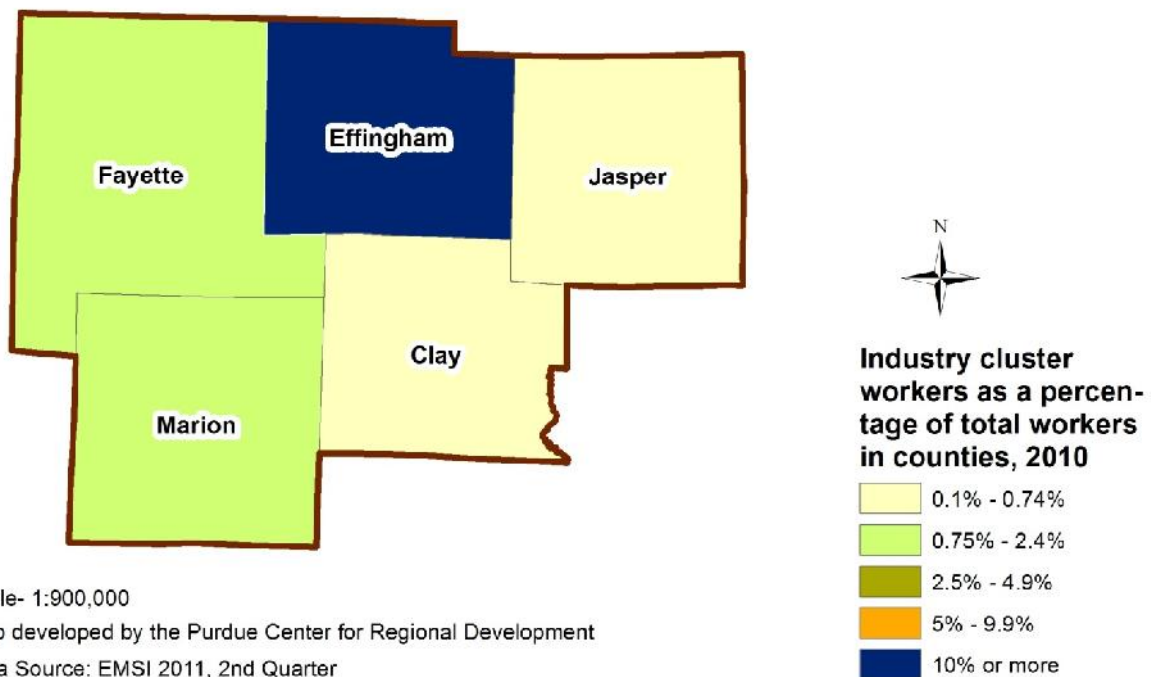 Effingham
Fayette
Jasper
Clay
Marion
N
Industry cluster
workers as a percen-
tage of total workers
in counties, 2010
0.1% - 0.74%
0.75% - 2.4%
2.5% - 4.9%
5% - 9.9%
10% or more
le- 1:900,000
developed by the Purdue Center for Regional Development
a Source: EMSI 2011, 2nd Quarter